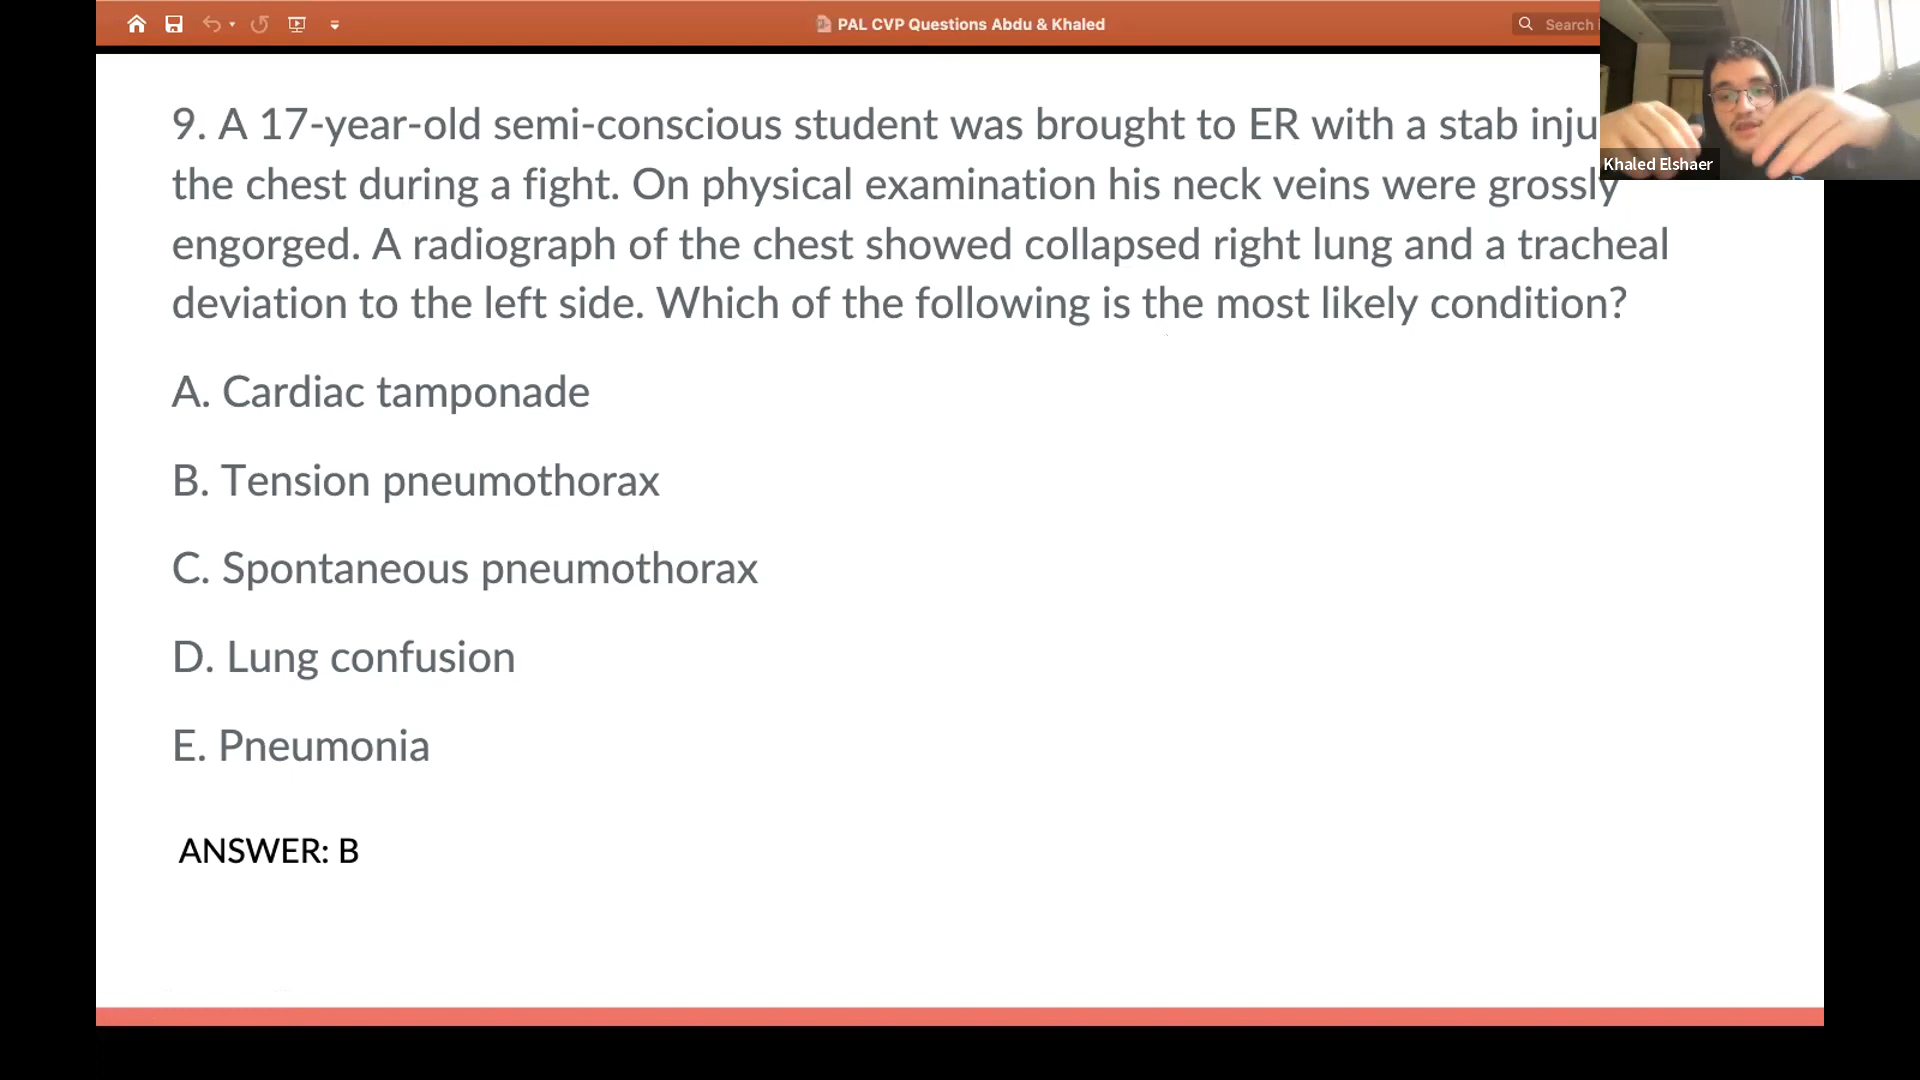 PAL CVP Questions Abdu & Khaled
Search
Khaled Elshaer
9. A 17-year-old semi-conscious student was brought to ER with a stab
the chest during a fight. On physical examination his neck veins were grossly
engorged. A radiograph of the chest showed collapsed right lung and a tracheal
deviation to the left side. Which of the following is the most likely condition?
A. Cardiac tamponade
B. Tension pneumothorax
C. Spontaneous pneumothorax
D. Lung confusion
E. Pneumonia
ANSWER: B